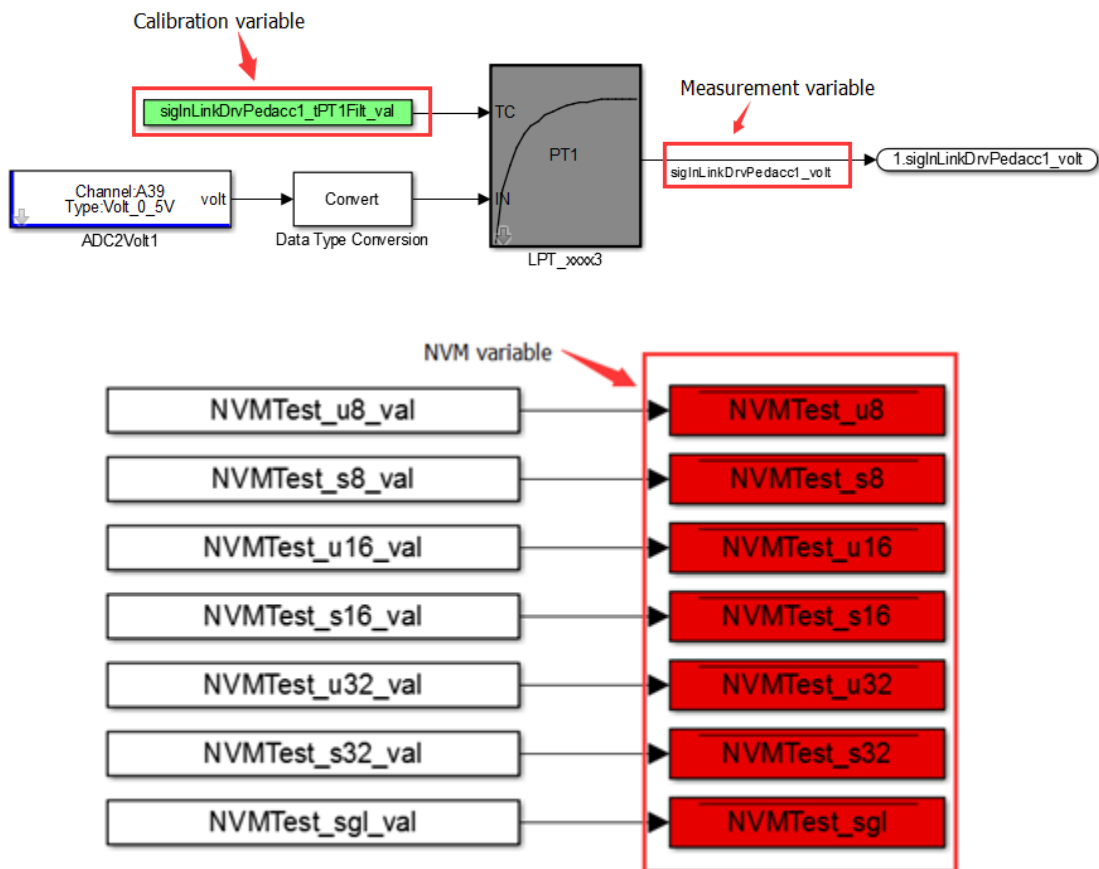 Calibration variable
sigInLinkDrvPedacc1_tPT1Filt_val
TC
Measurement variable
PT1
sigInLinkDrvPedacc1_volt
1.sigInLinkDrvPedacc1_volt
Channel:A39
Type:Volt_0_5V
volt
Convert
IN
ADC2Volt1
Data Type Conversion
LPT_xxxx3
NVM variable
NVMTest_u8_val
NVMTest_u8
NVMTest_s8_val
NVMTest_s8
NVMTest_u16_val
NVMTest_u16
NVMTest_s16_val
NVMTest_s16
NVMTest_u32_val
NVMTest_u32
NVMTest_s32_val
NVMTest_s32
NVMTest_sgl_val
NVMTest_sgl